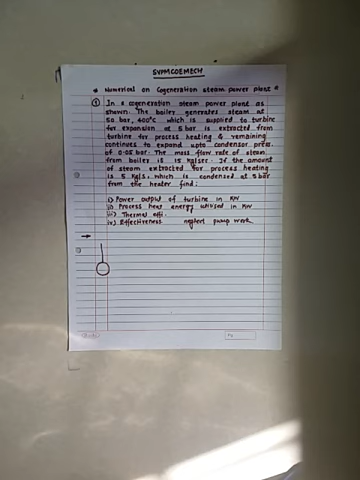 SVPMCOEMECH
* Numerical on Cogeneration steam power plant *
① In a cogeneration steam power plant as
shown. The boiler generates steam at
50 bar, 400°C which is supplied to turbine
for expansion at 5 bar is extracted from
turbine for process heating & remaining
continues to expand upto condensor press.
of 0.05 bar. The mass flow rate of steam
from boiler is 15 kg/sec. If the amount
of steam extracted for process heating
is 5 kg/s, which is condensed at 5 bar
from the heater find:
i) Power output of turbine in KW
ii) Process heat energy utilised in KW
iii) Thermal effi.
iv) Effectiveness neglect pump work